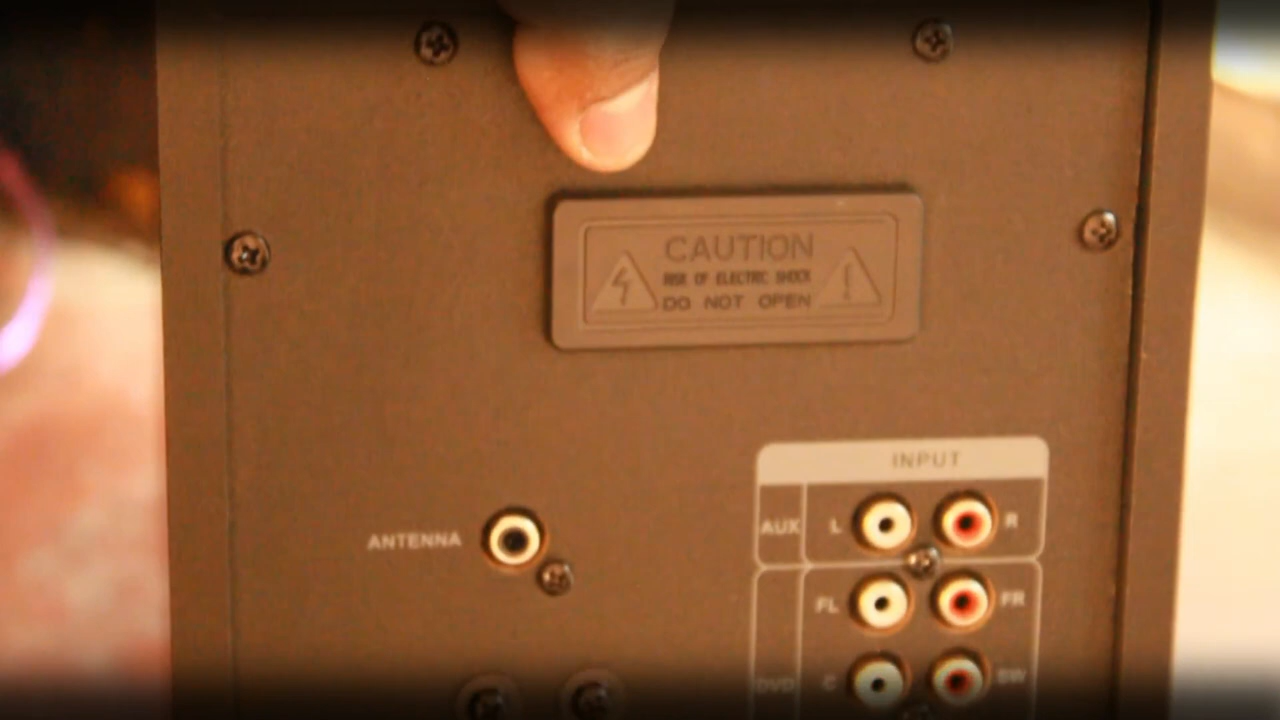 CAUTION
RISK OF ELECTRIC SHOCK
DO NOT OPEN
INPUT
ANTENNA
AUX L R
FL FR
DVD C SW